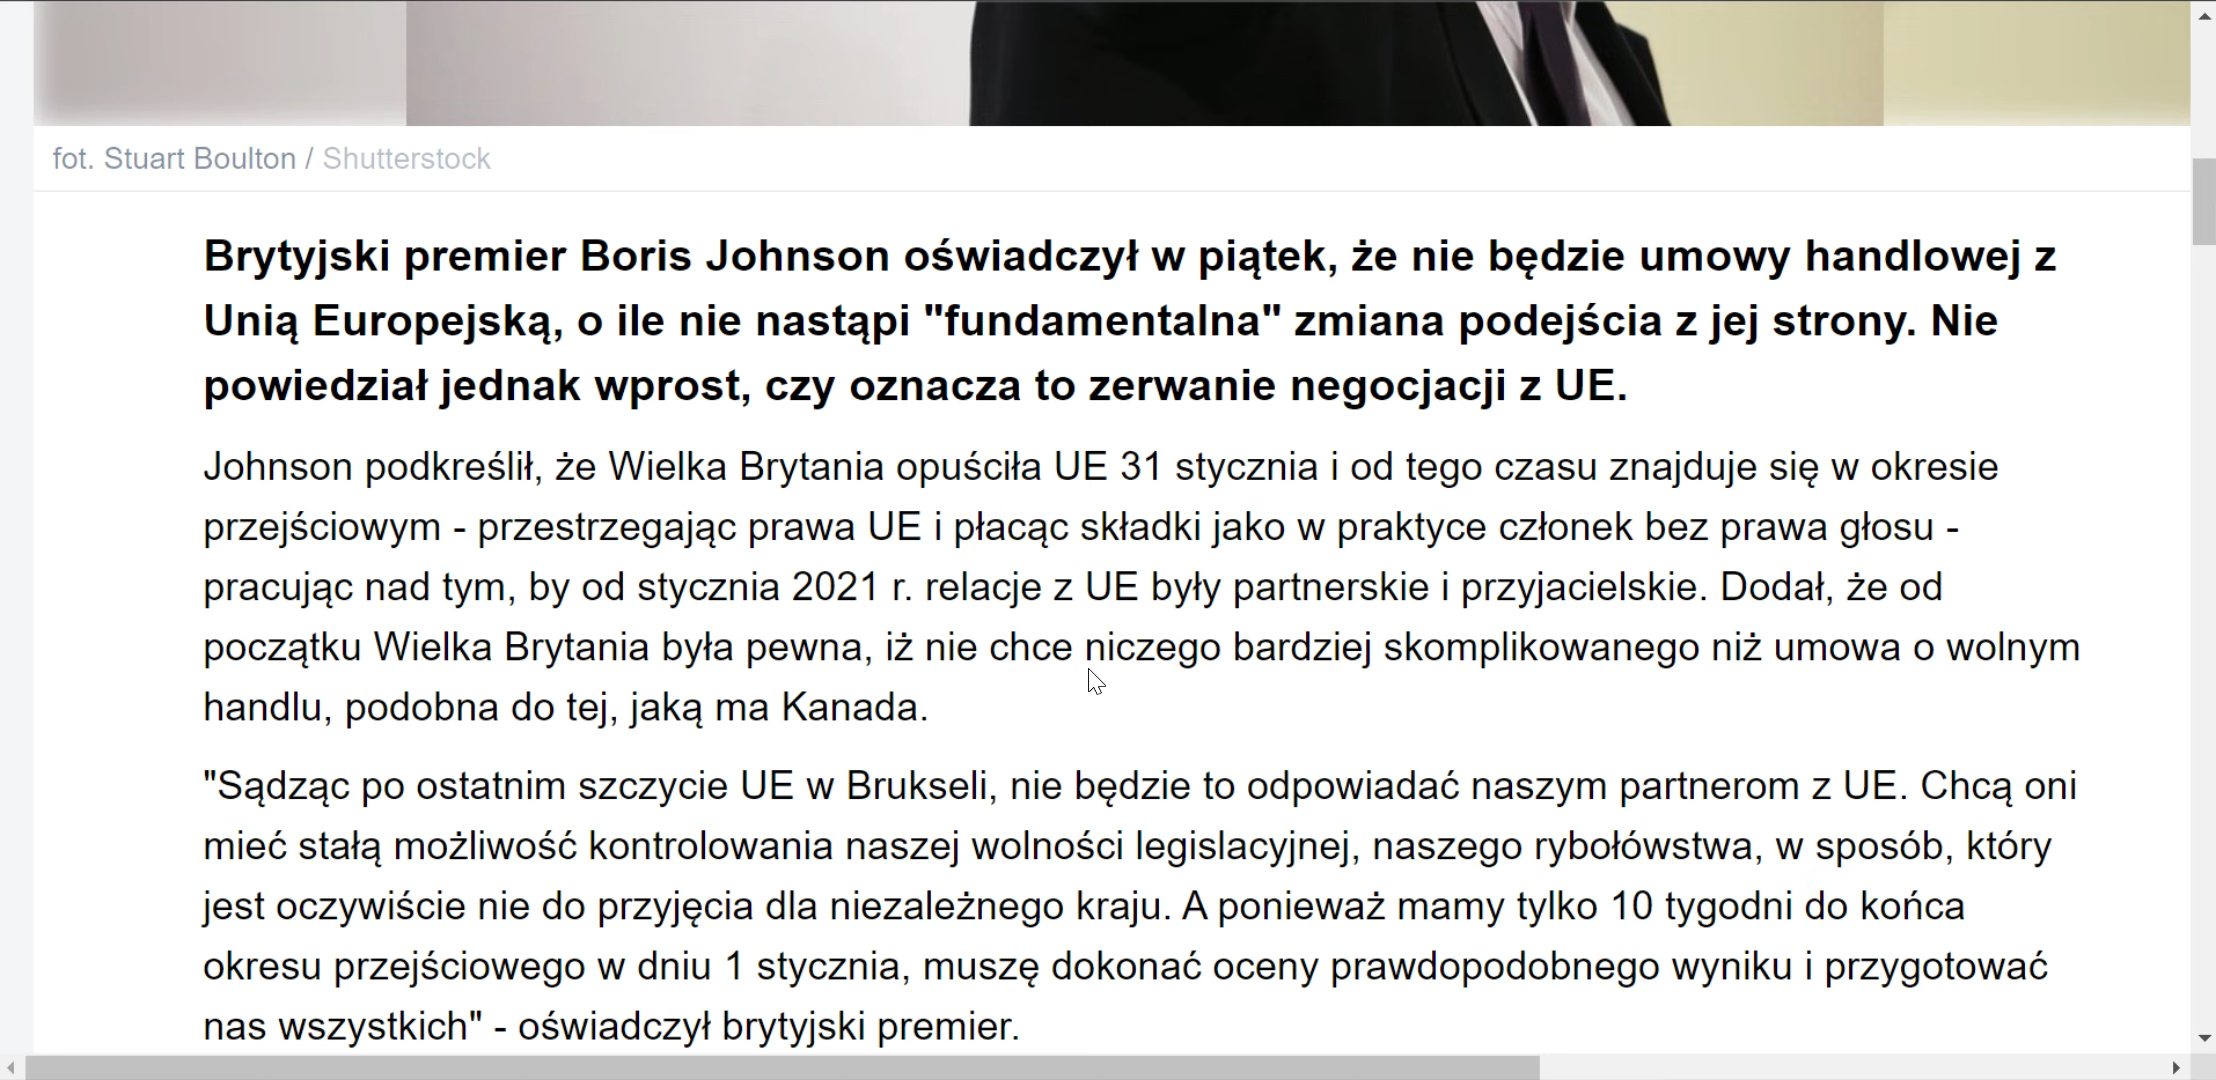 fot. Stuart Boulton / Shutterstock
Brytyjski premier Boris Johnson oświadczył w piątek, że nie będzie umowy handlowej z
Unią Europejską, o ile nie nastąpi "fundamentalna" zmiana podejścia z jej strony. Nie
powiedział jednak wprost, czy oznacza to zerwanie negocjacji z UE.
Johnson podkreślił, że Wielka Brytania opuściła UE 31 stycznia i od tego czasu znajduje się w okresie
przejściowym - przestrzegając prawa UE i płacąc składki jako w praktyce członek bez prawa głosu -
pracując nad tym, by od stycznia 2021 r. relacje z UE były partnerskie i przyjacielskie. Dodał, że od
początku Wielka Brytania była pewna, iż nie chce niczego bardziej skomplikowanego niż umowa o wolnym
handlu, podobna do tej, jaką ma Kanada.
"Sądząc po ostatnim szczycie UE w Brukseli, nie będzie to odpowiadać naszym partnerom z UE. Chcą oni
mieć stałą możliwość kontrolowania naszej wolności legislacyjnej, naszego rybołówstwa, w sposób, który
jest oczywiście nie do przyjęcia dla niezależnego kraju. A ponieważ mamy tylko 10 tygodni do końca
okresu przejściowego w dniu 1 stycznia, muszę dokonać oceny prawdopodobnego wyniku i przygotować
nas wszystkich" - oświadczył brytyjski premier.